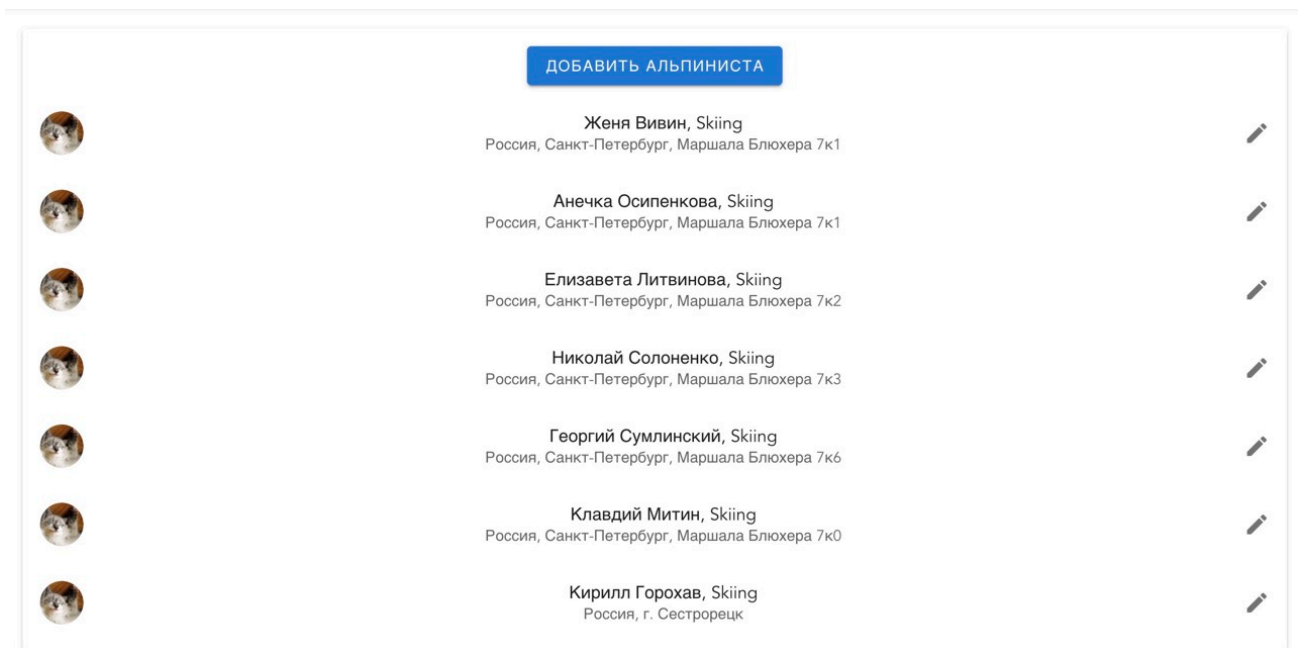 ДОБАВИТЬ АЛЬПИНИСТА
Женя Вивин, Skiing
Россия, Санкт-Петербург, Маршала Блюхера 7к1
Анечка Осипенкова, Skiing
Россия, Санкт-Петербург, Маршала Блюхера 7к1
Елизавета Литвинова, Skiing
Россия, Санкт-Петербург, Маршала Блюхера 7к2
Николай Солоненко, Skiing
Россия, Санкт-Петербург, Маршала Блюхера 7к3
Георгий Сумлинский, Skiing
Россия, Санкт-Петербург, Маршала Блюхера 7к6
Клавдий Митин, Skiing
Россия, Санкт-Петербург, Маршала Блюхера 7к0
Кирилл Горохав, Skiing
Россия, г. Сестрорецк